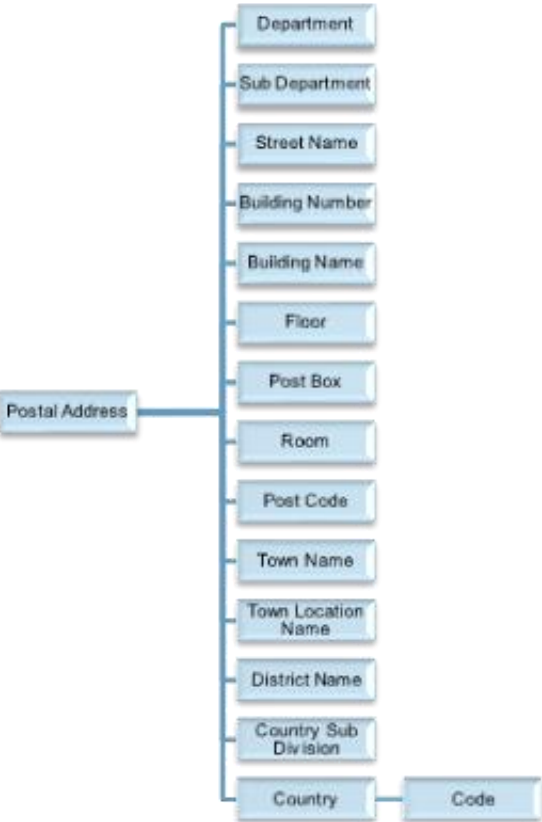 Department
Sub Department
Street Name
Building Number
Building Name
Floor
Post Box
Postal Address
Room
Post Code
Town Name
Town Location
Name
District Name
Country Sub
Division
Country
Code